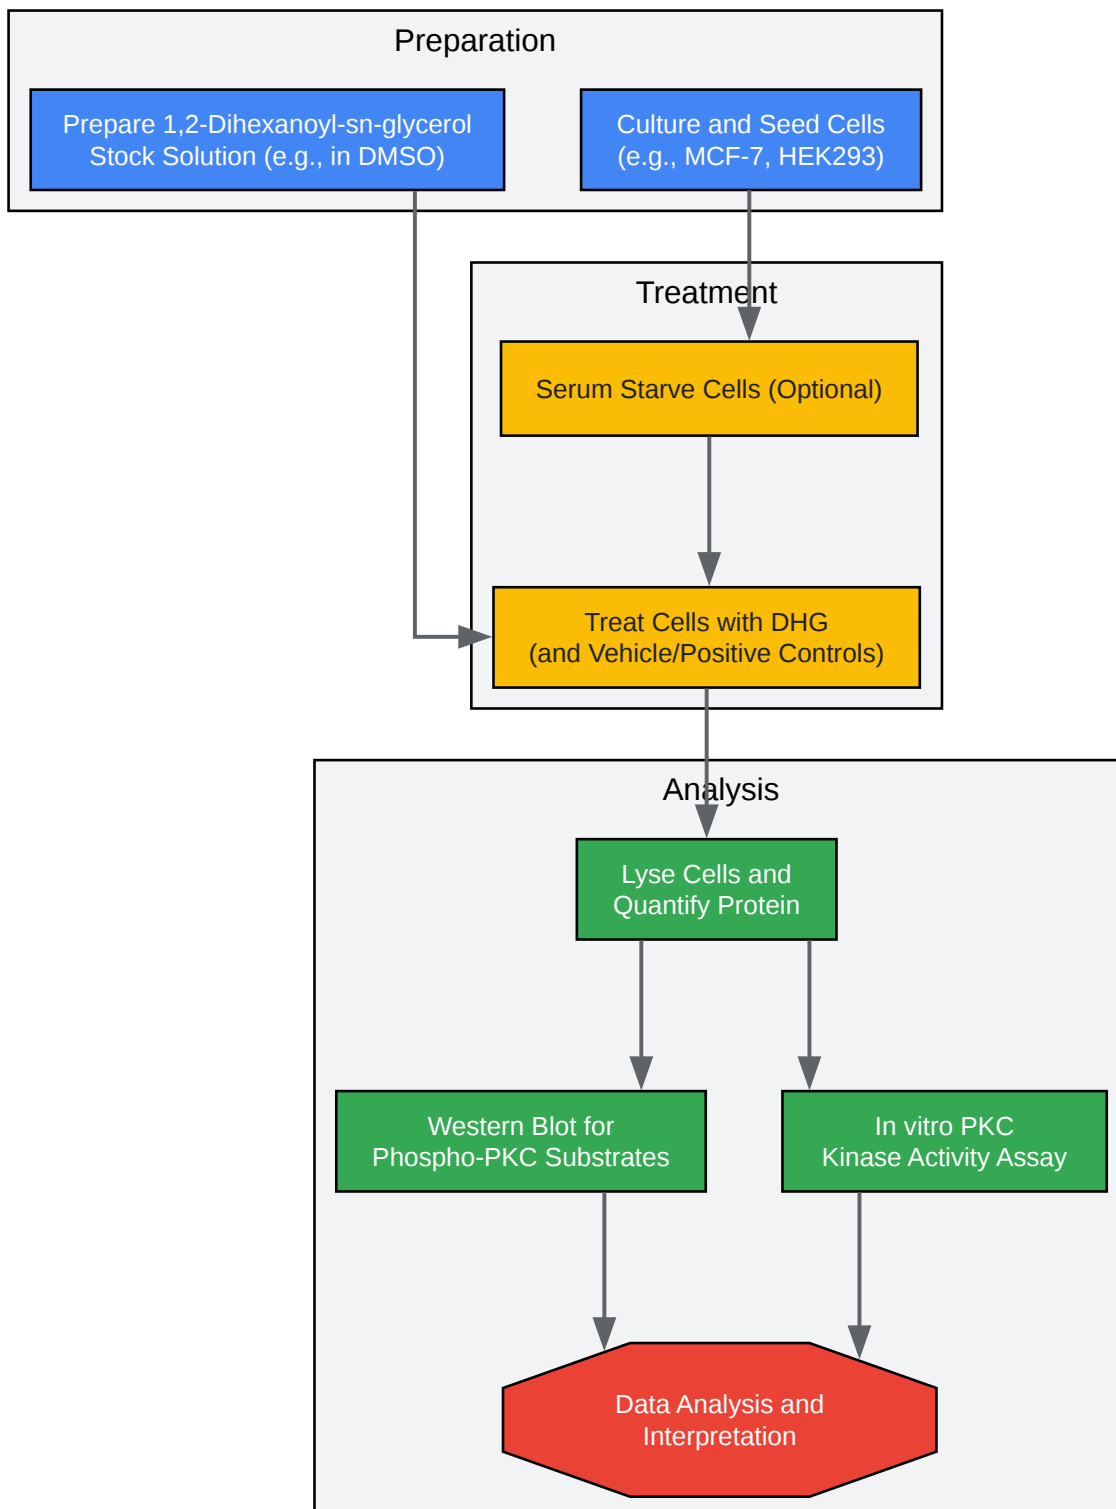 Preparation
Prepare 1,2-Dihexanoyl-sn-glycerol
Stock Solution (e.g., in DMSO)
Culture and Seed Cells
(e.g., MCF-7, HEK293)
Treatment
Serum Starve Cells (Optional)
Treat Cells with DHG
(and Vehicle/Positive Controls)
Analysis
Lyse Cells and
Quantify Protein
Western Blot for
Phospho-PKC Substrates
In vitro PKC
Kinase Activity Assay
Data Analysis and
Interpretation